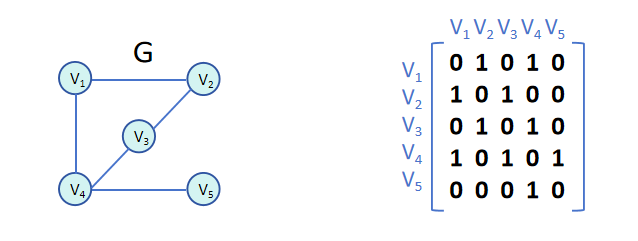 G
V1
V2
V3
V4
V5
V1 V2 V3 V4 V5
V1 0 1 0 1 0
V2 1 0 1 0 0
V3 0 1 0 1 0
V4 1 0 1 0 1
V5 0 0 0 1 0